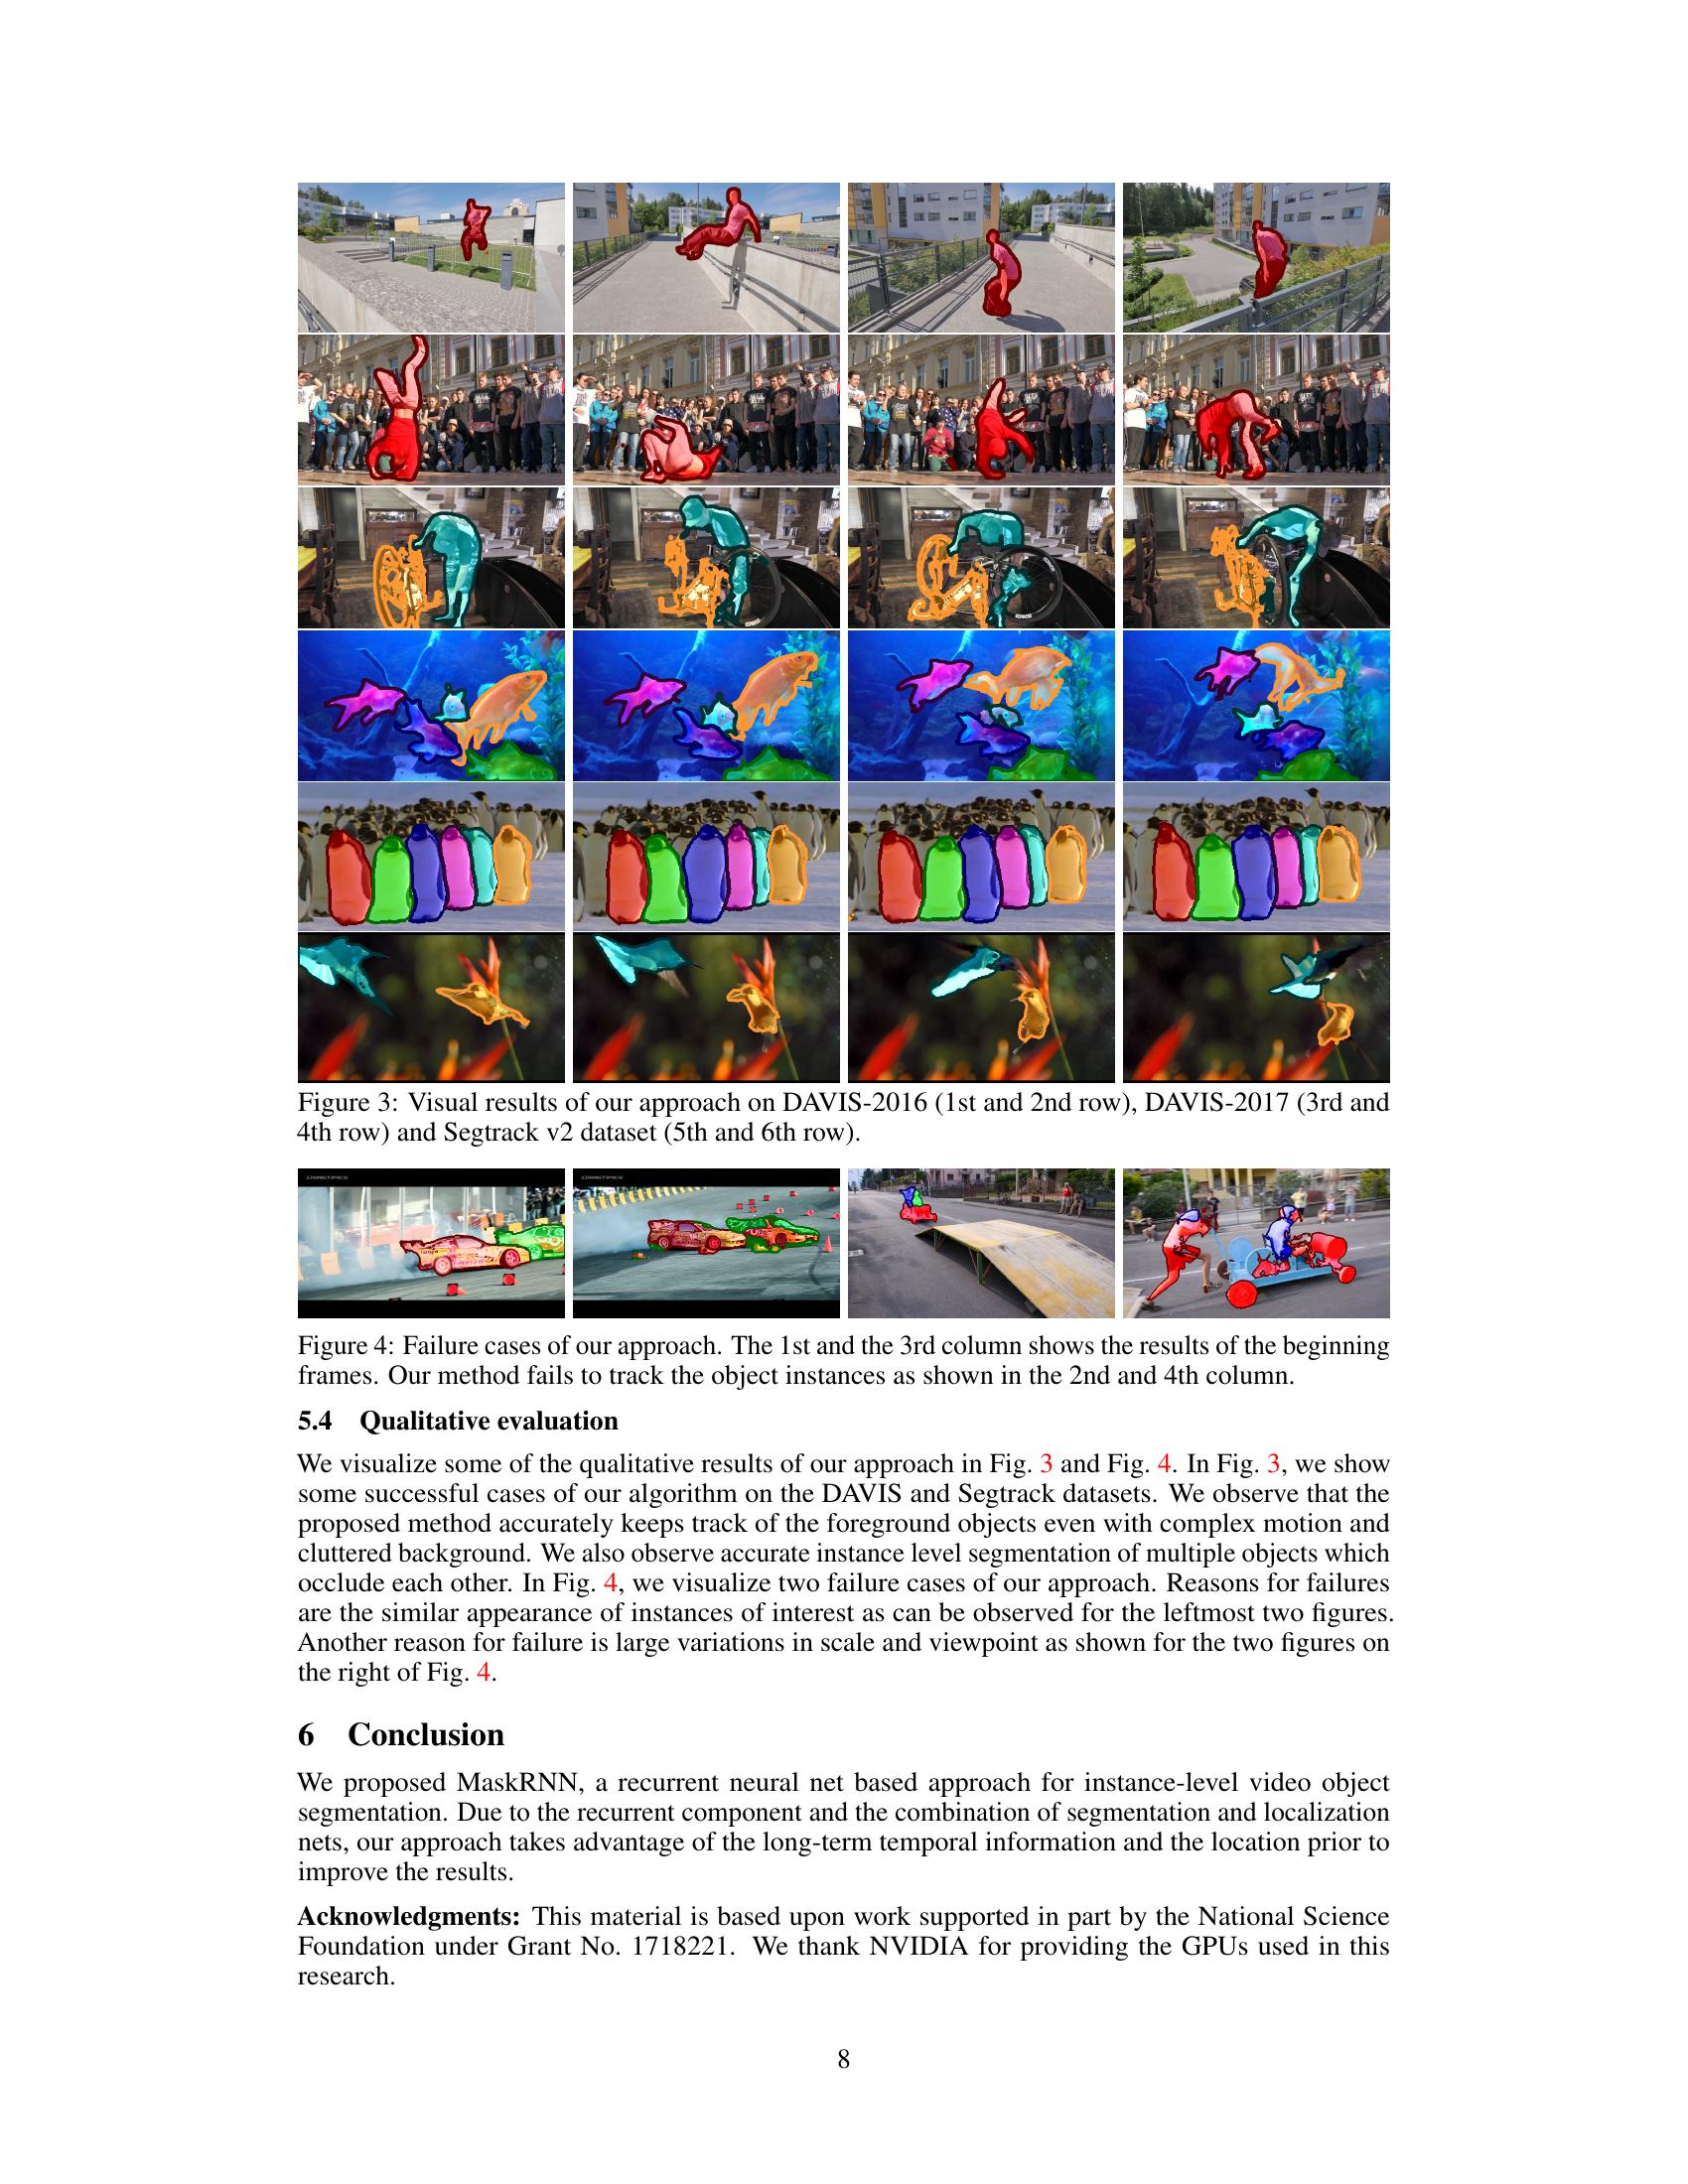 Figure 3: Visual results of our approach on DAVIS-2016 (1st and 2nd row), DAVIS-2017 (3rd and
4th row) and Segtrack v2 dataset (5th and 6th row).
Figure 4: Failure cases of our approach. The 1st and the 3rd column shows the results of the beginning
frames. Our method fails to track the object instances as shown in the 2nd and 4th column.
5.4 Qualitative evaluation
We visualize some of the qualitative results of our approach in Fig. 3 and Fig. 4. In Fig. 3, we show
some successful cases of our algorithm on the DAVIS and Segtrack datasets. We observe that the
proposed method accurately keeps track of the foreground objects even with complex motion and
cluttered background. We also observe accurate instance level segmentation of multiple objects which
occlude each other. In Fig. 4, we visualize two failure cases of our approach. Reasons for failures
are the similar appearance of instances of interest as can be observed for the leftmost two figures.
Another reason for failure is large variations in scale and viewpoint as shown for the two figures on
the right of Fig. 4.
6 Conclusion
We proposed MaskRNN, a recurrent neural net based approach for instance-level video object
segmentation. Due to the recurrent component and the combination of segmentation and localization
nets, our approach takes advantage of the long-term temporal information and the location prior to
improve the results.
Acknowledgments: This material is based upon work supported in part by the National Science
Foundation under Grant No. 1718221. We thank NVIDIA for providing the GPUs used in this
research.
8